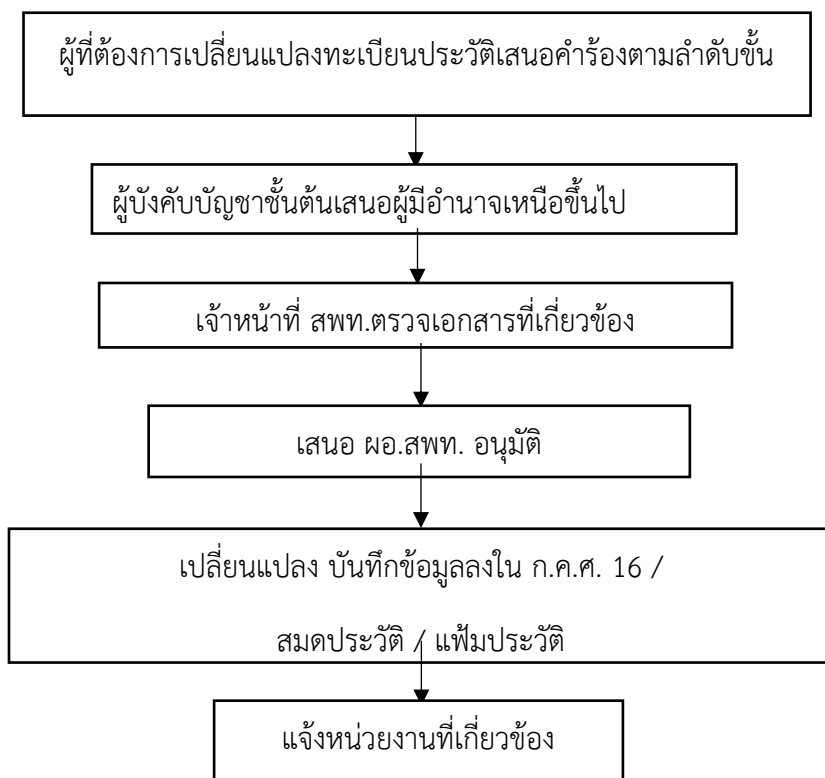 ผู้ที่ต้องการเปลี่ยนแปลงทะเบียนประวัติเสนอคำร้องตามลำดับขั้น
ผู้บังคับบัญชาชั้นต้นเสนอผู้มีอำนาจเหนือขึ้นไป
เจ้าหน้าที่ สพท.ตรวจเอกสารที่เกี่ยวข้อง
เสนอ ผอ.สพท. อนุมัติ
เปลี่ยนแปลง บันทึกข้อมูลลงใน ก.ค.ศ. 16 /
สมดประวัติ / แฟ้มประวัติ
แจ้งหน่วยงานที่เกี่ยวข้อง